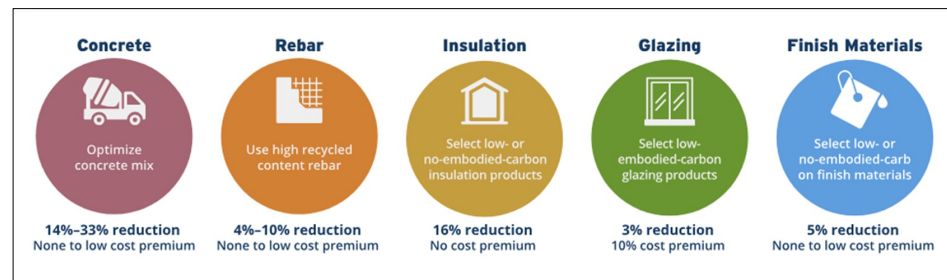 Concrete
Optimize
concrete mix
14%–33% reduction
None to low cost premium
Rebar
Use high recycled
content rebar
4%–10% reduction
None to low cost premium
Insulation
Select low- or
no-embodied-carbon
insulation products
16% reduction
No cost premium
Glazing
Select low-
embodied-carbon
glazing products
3% reduction
10% cost premium
Finish Materials
Select low- or
no-embodied-carb
on finish materials
5% reduction
None to low cost premium